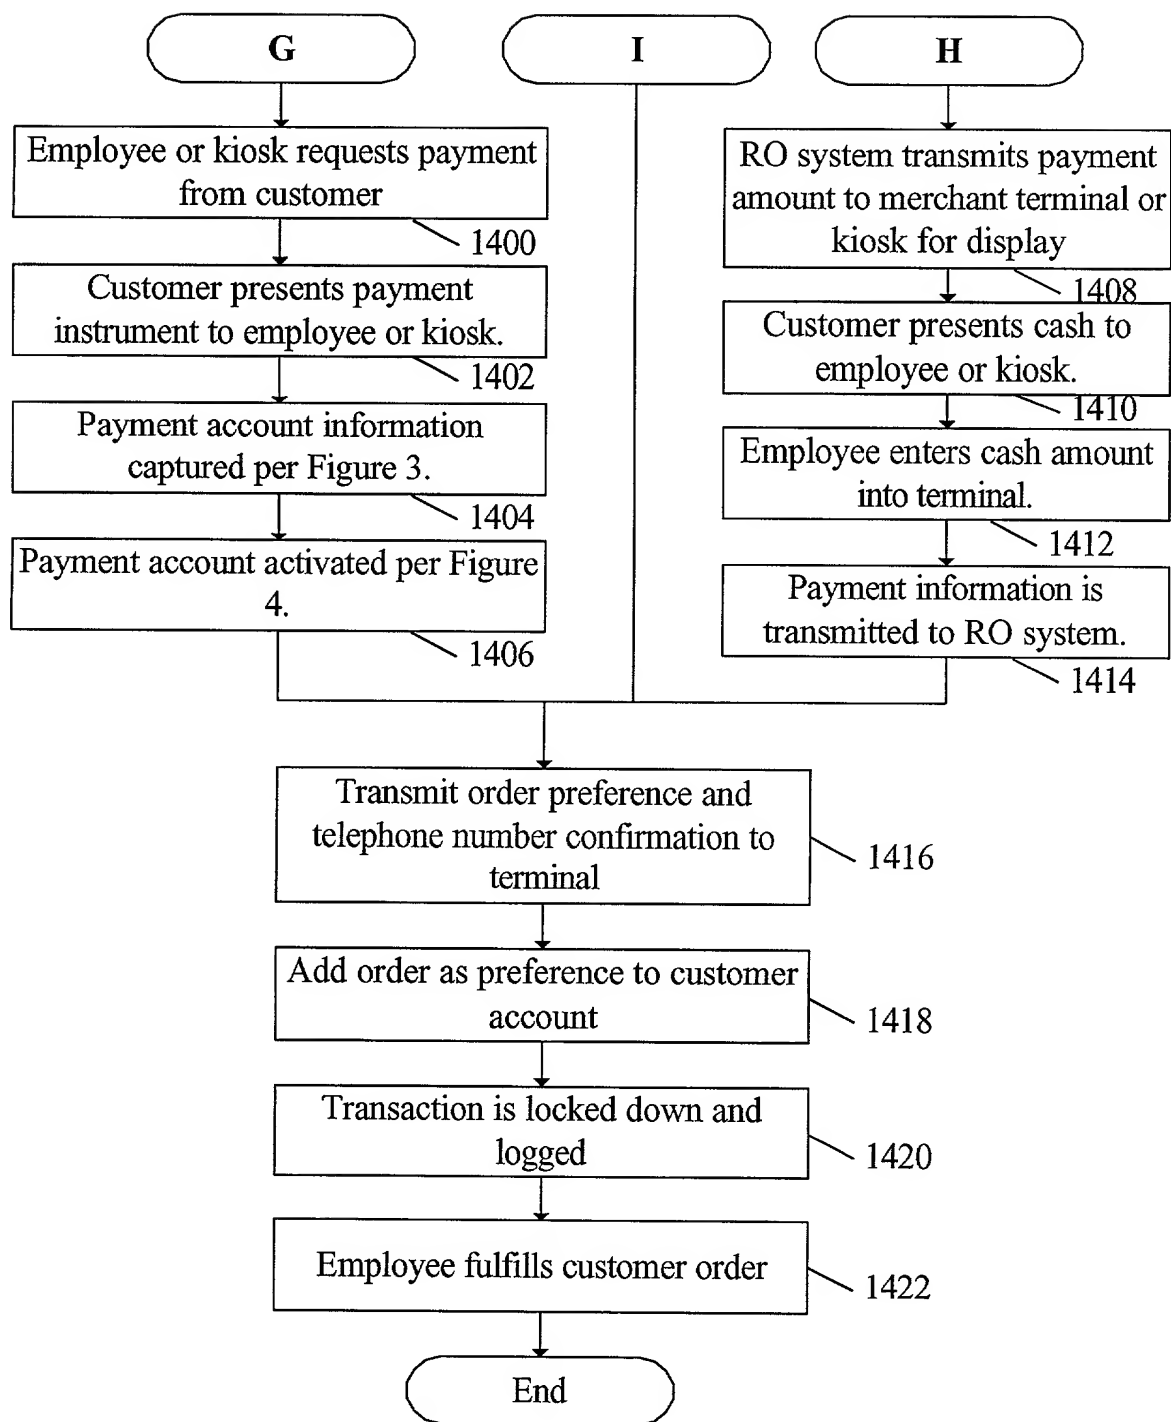 G
I
H
Employee or kiosk requests payment
from customer
1400
Customer presents payment
instrument to employee or kiosk.
1402
Payment account information
captured per Figure 3.
1404
Payment account activated per Figure
4.
1406
RO system transmits payment
amount to merchant terminal or
kiosk for display
1408
Customer presents cash to
employee or kiosk.
1410
Employee enters cash amount
into terminal.
1412
Payment information is
transmitted to RO system.
1414
Transmit order preference and
telephone number confirmation to
terminal
1416
Add order as preference to customer
account
1418
Transaction is locked down and
logged
1420
Employee fulfills customer order
1422
End